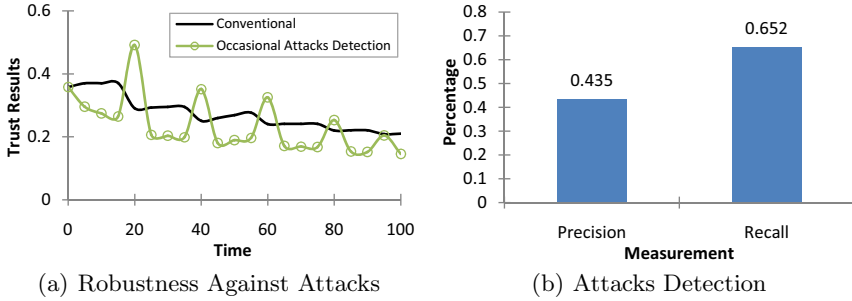 Conventional
Occasional Attacks Detection
Trust Results
0.6
0.4
0.2
0
0 20 40 60 80 100
Time
(a) Robustness Against Attacks
Percentage
0.8
0.7
0.6
0.5
0.4
0.3
0.2
0.1
0
0.435
0.652
Precision Recall
Measurement
(b) Attacks Detection